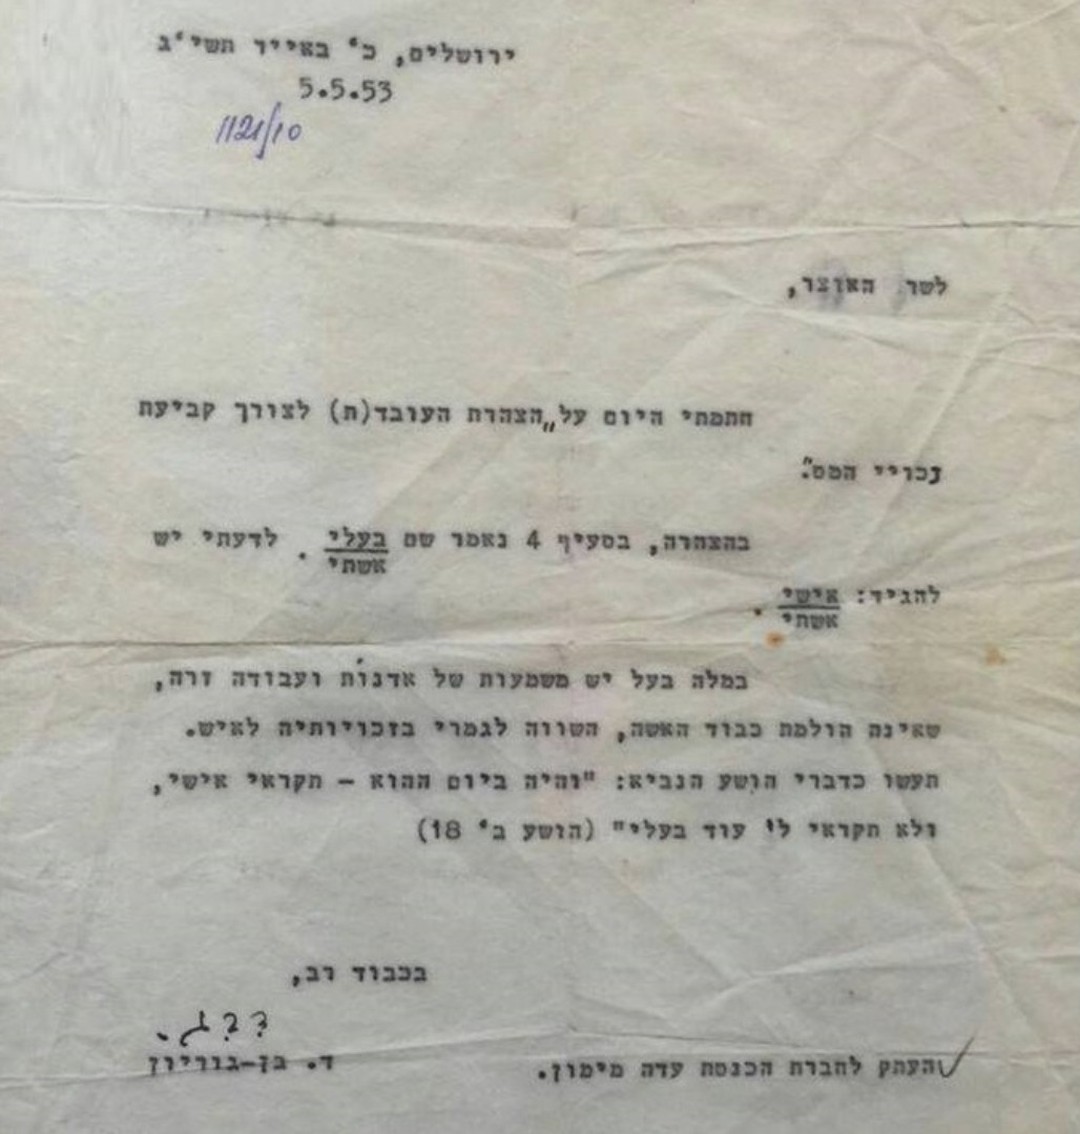 ירושלים, כ' באייר תשי"ג
5.5.53
1121/10
לשר האוצר,
חתמתי היום על "הצהרת העובד(ת) לצורך קביעת
נכויי המס".
בהצהרה, בסעיף 4 נאמר שם בעלי . לדעתי יש
אשתי
להגיד: אישי .
אשתי
במלה בעל יש משמעות של אדנות ועבודה זרה,
שאינה הולמת כבוד האשה, השווה לגמרי בזכויותיה לאיש.
תעשו כדברי הושע הנביא: "והיה ביום ההוא – תקראי אישי,
ולא תקראי לי עוד בעלי" (הושע ב' 18)
בכבוד רב,
ד. ב. ג.
ד. בן-גוריון
העתק לחברת הכנסת עדה מימון.